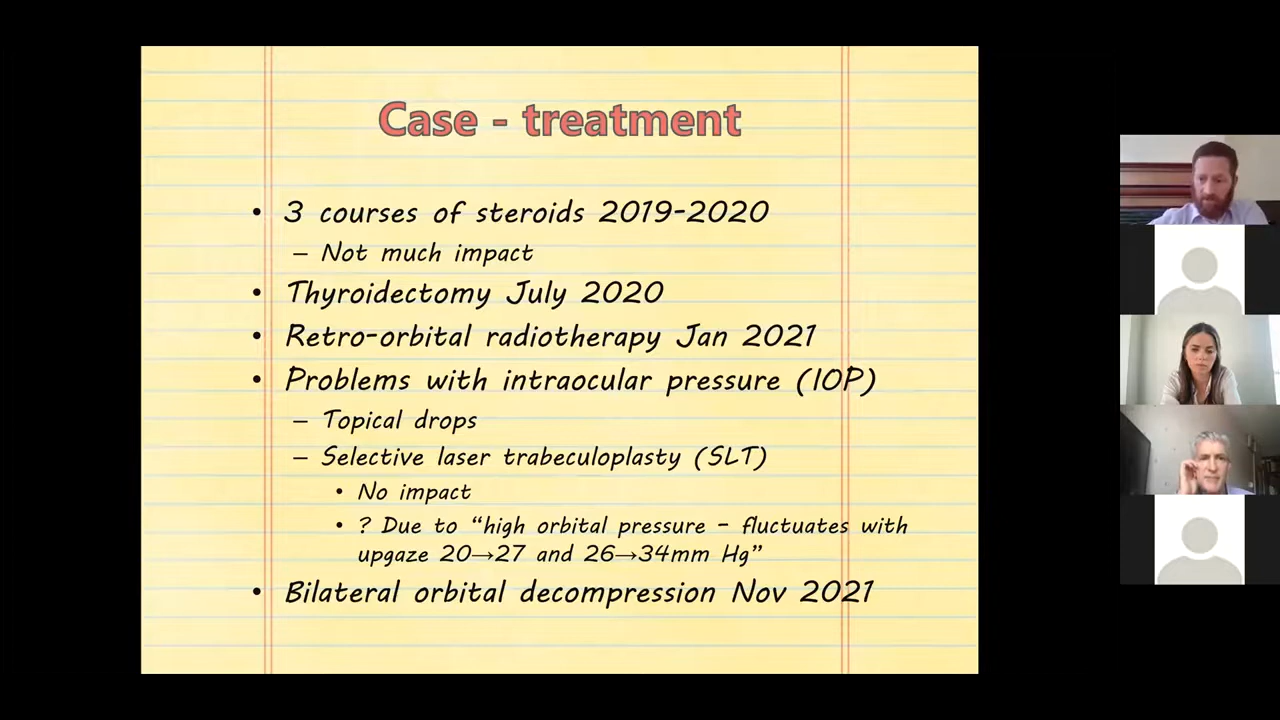 Case - treatment
• 3 courses of steroids 2019-2020
– Not much impact
• Thyroidectomy July 2020
• Retro-orbital radiotherapy Jan 2021
• Problems with intraocular pressure (IOP)
– Topical drops
– Selective laser trabeculoplasty (SLT)
• No impact
• ? Due to “high orbital pressure – fluctuates with
upgaze 20→27 and 26→34mm Hg”
• Bilateral orbital decompression Nov 2021